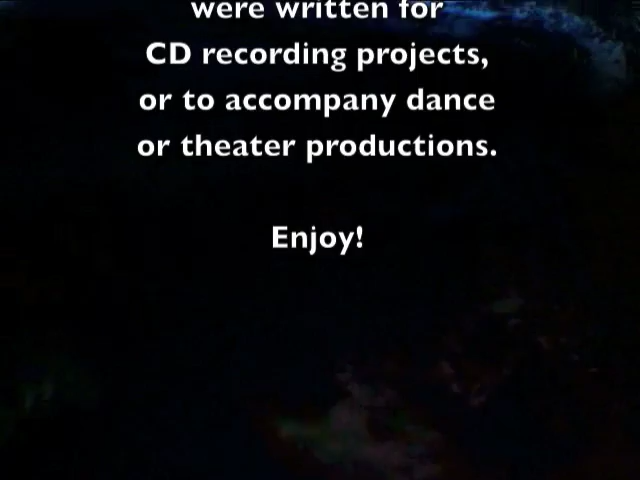 were written for
CD recording projects,
or to accompany dance
or theater productions.
Enjoy!